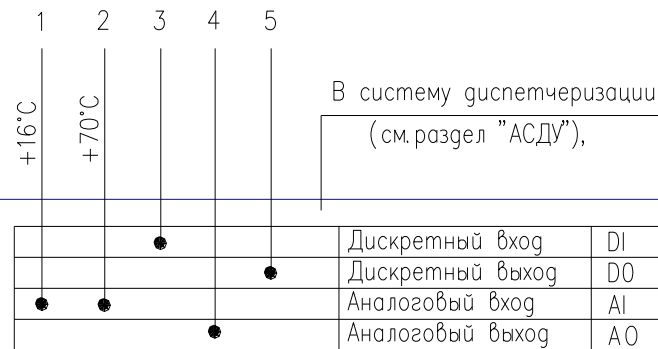 1 2 3 4 5
+16°C
+70°C
В систему диспетчеризации
(см.раздел "АСДУ"),
Дискретный вход DI
Дискретный выход DO
Аналоговый вход AI
Аналоговый выход AO